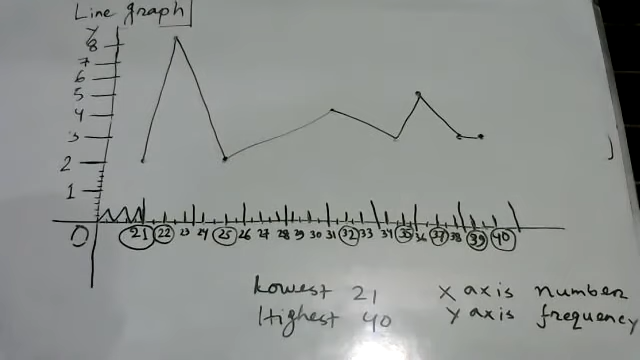 Line graph
y
8
7
6
5
4
3
2
1
0 21 22 23 24 25 26 27 28 29 30 31 32 33 34 35 36 37 38 39 40
Lowest 21 X axis number
Highest 40 y axis frequency